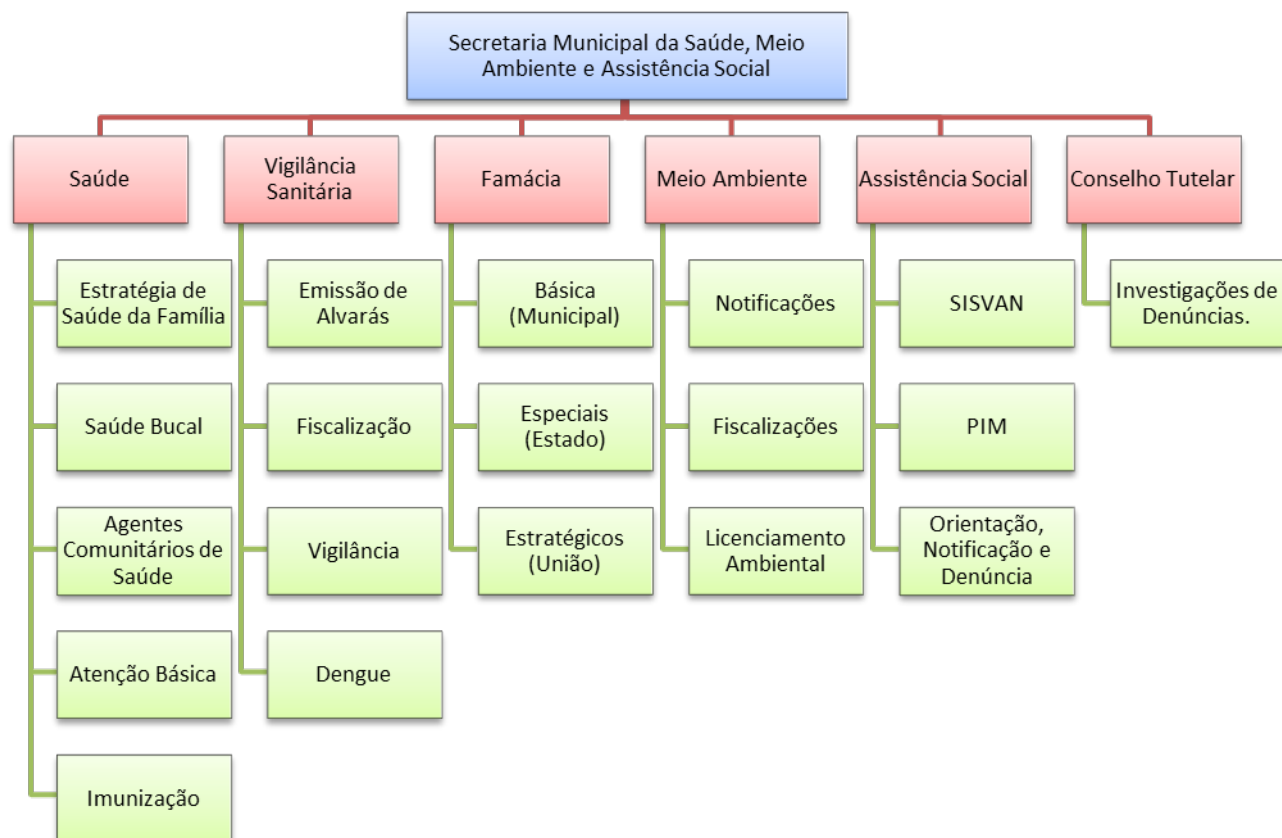 Secretaria Municipal da Saúde, Meio
Ambiente e Assistência Social
Saúde
Vigilância
Sanitária
Famácia
Meio Ambiente
Assistência Social
Conselho Tutelar
Estratégia de
Saúde da Família
Emissão de
Alvarás
Básica
(Municipal)
Notificações
SISVAN
Investigações de
Denúncias.
Saúde Bucal
Fiscalização
Especiais
(Estado)
Fiscalizações
PIM
Agentes
Comunitários de
Saúde
Vigilância
Estratégicos
(União)
Licenciamento
Ambiental
Orientação,
Notificação e
Denúncia
Atenção Básica
Dengue
Imunização